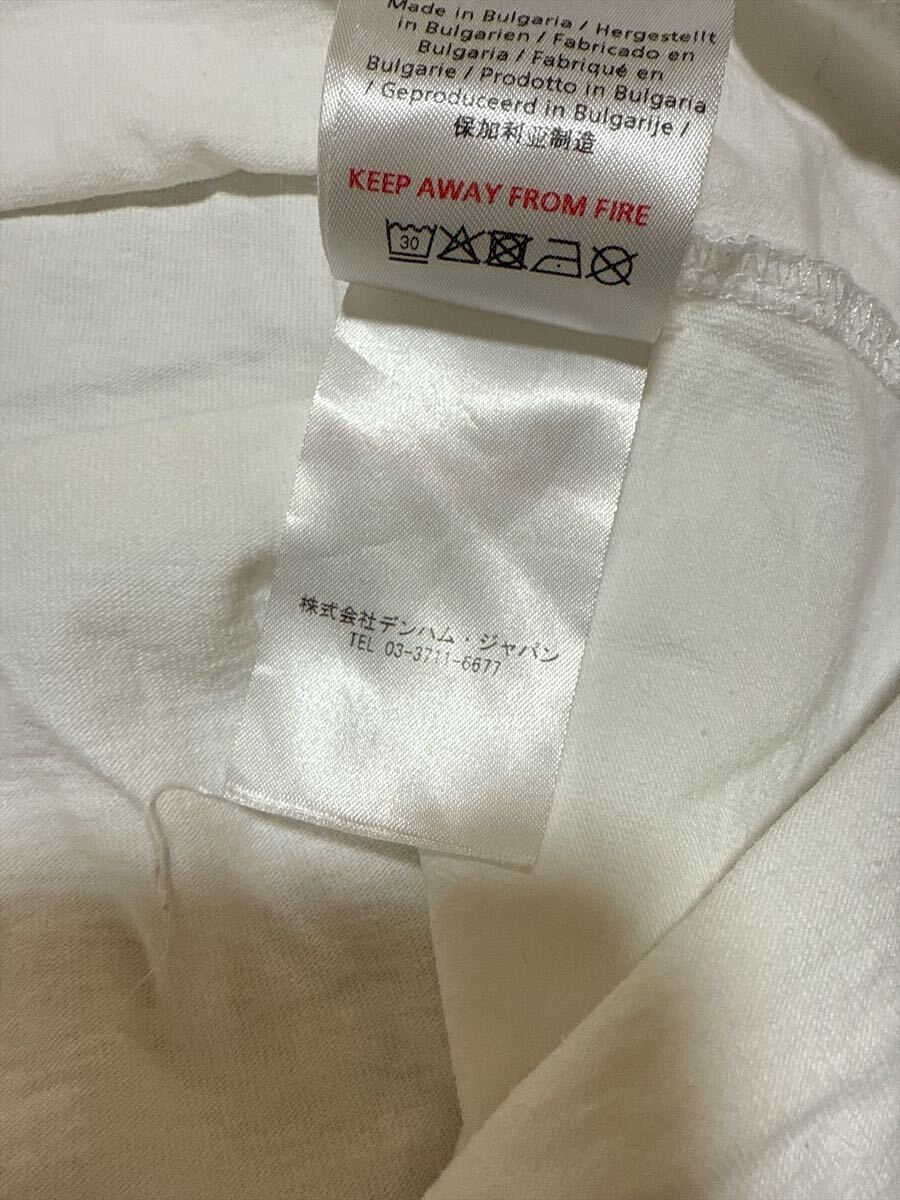 Made in Bulgaria / Hergestellt
in Bulgarien / Fabricado en
Bulgaria / Fabriqué en
Bulgarie / Prodotto in Bulgaria
/ Geproduceerd in Bulgarije /
保加利亚制造
KEEP AWAY FROM FIRE
30
株式会社デンハム・ジャパン
TEL 03-3711-6677